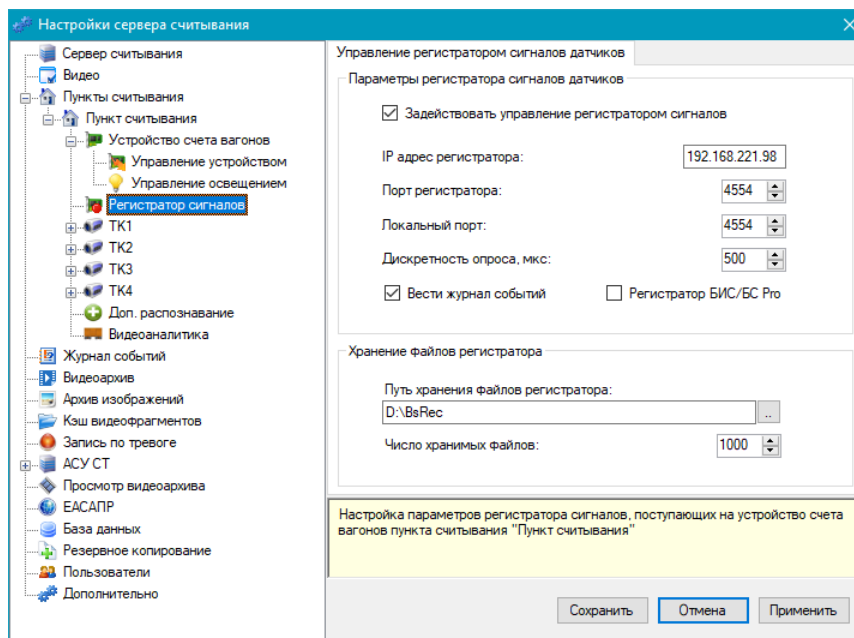 Настройки сервера считывания
Сервер считывания
Видео
Пункты считывания
Пункт считывания
Устройство счета вагонов
Управление устройством
Управление освещением
Регистратор сигналов
ТК1
ТК2
ТК3
ТК4
Доп. распознавание
Видеоаналитика
Журнал событий
Видеоархив
Архив изображений
Кэш видеофрагментов
Запись по тревоге
АСУ СТ
Просмотр видеоархива
ЕАСАПР
База данных
Резервное копирование
Пользователи
Дополнительно
Управление регистратором сигналов датчиков
Параметры регистратора сигналов датчиков
Задействовать управление регистратором сигналов
IP адрес регистратора: 192.168.221.98
Порт регистратора: 4554
Локальный порт: 4554
Дискретность опроса, мкс: 500
Вести журнал событий Регистратор БИС/БС Pro
Хранение файлов регистратора
Путь хранения файлов регистратора:
D:\BsRec ..
Число хранимых файлов: 1000
Настройка параметров регистратора сигналов, поступающих на устройство счета
вагонов пункта считывания "Пункт считывания"
Сохранить Отмена Применить